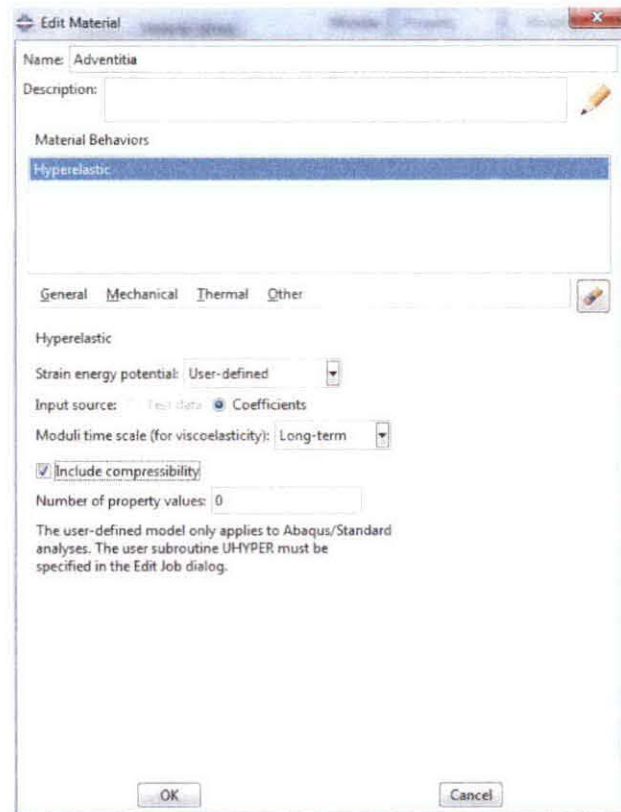 Edit Material
Name: Adventitia
Description:
Material Behaviors
Hyperelastic
General Mechanical Thermal Other
Hyperelastic
Strain energy potential: User-defined
Input source: Test data Coefficients
Moduli time scale (for viscoelasticity): Long-term
Include compressibility
Number of property values: 0
The user-defined model only applies to Abaqus/Standard
analyses. The user subroutine UHYPER must be
specified in the Edit Job dialog.
OK Cancel